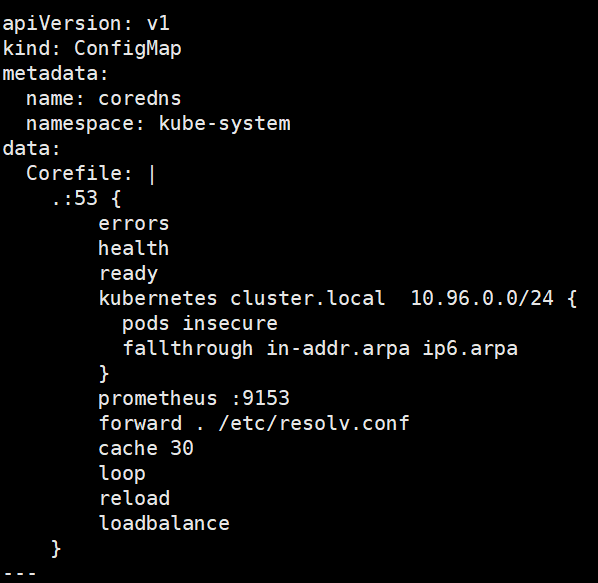 apiVersion: v1
kind: ConfigMap
metadata:
  name: coredns
  namespace: kube-system
data:
  Corefile: |
    .:53 {
        errors
        health
        ready
        kubernetes cluster.local  10.96.0.0/24 {
          pods insecure
          fallthrough in-addr.arpa ip6.arpa
        }
        prometheus :9153
        forward . /etc/resolv.conf
        cache 30
        loop
        reload
        loadbalance
    }
---